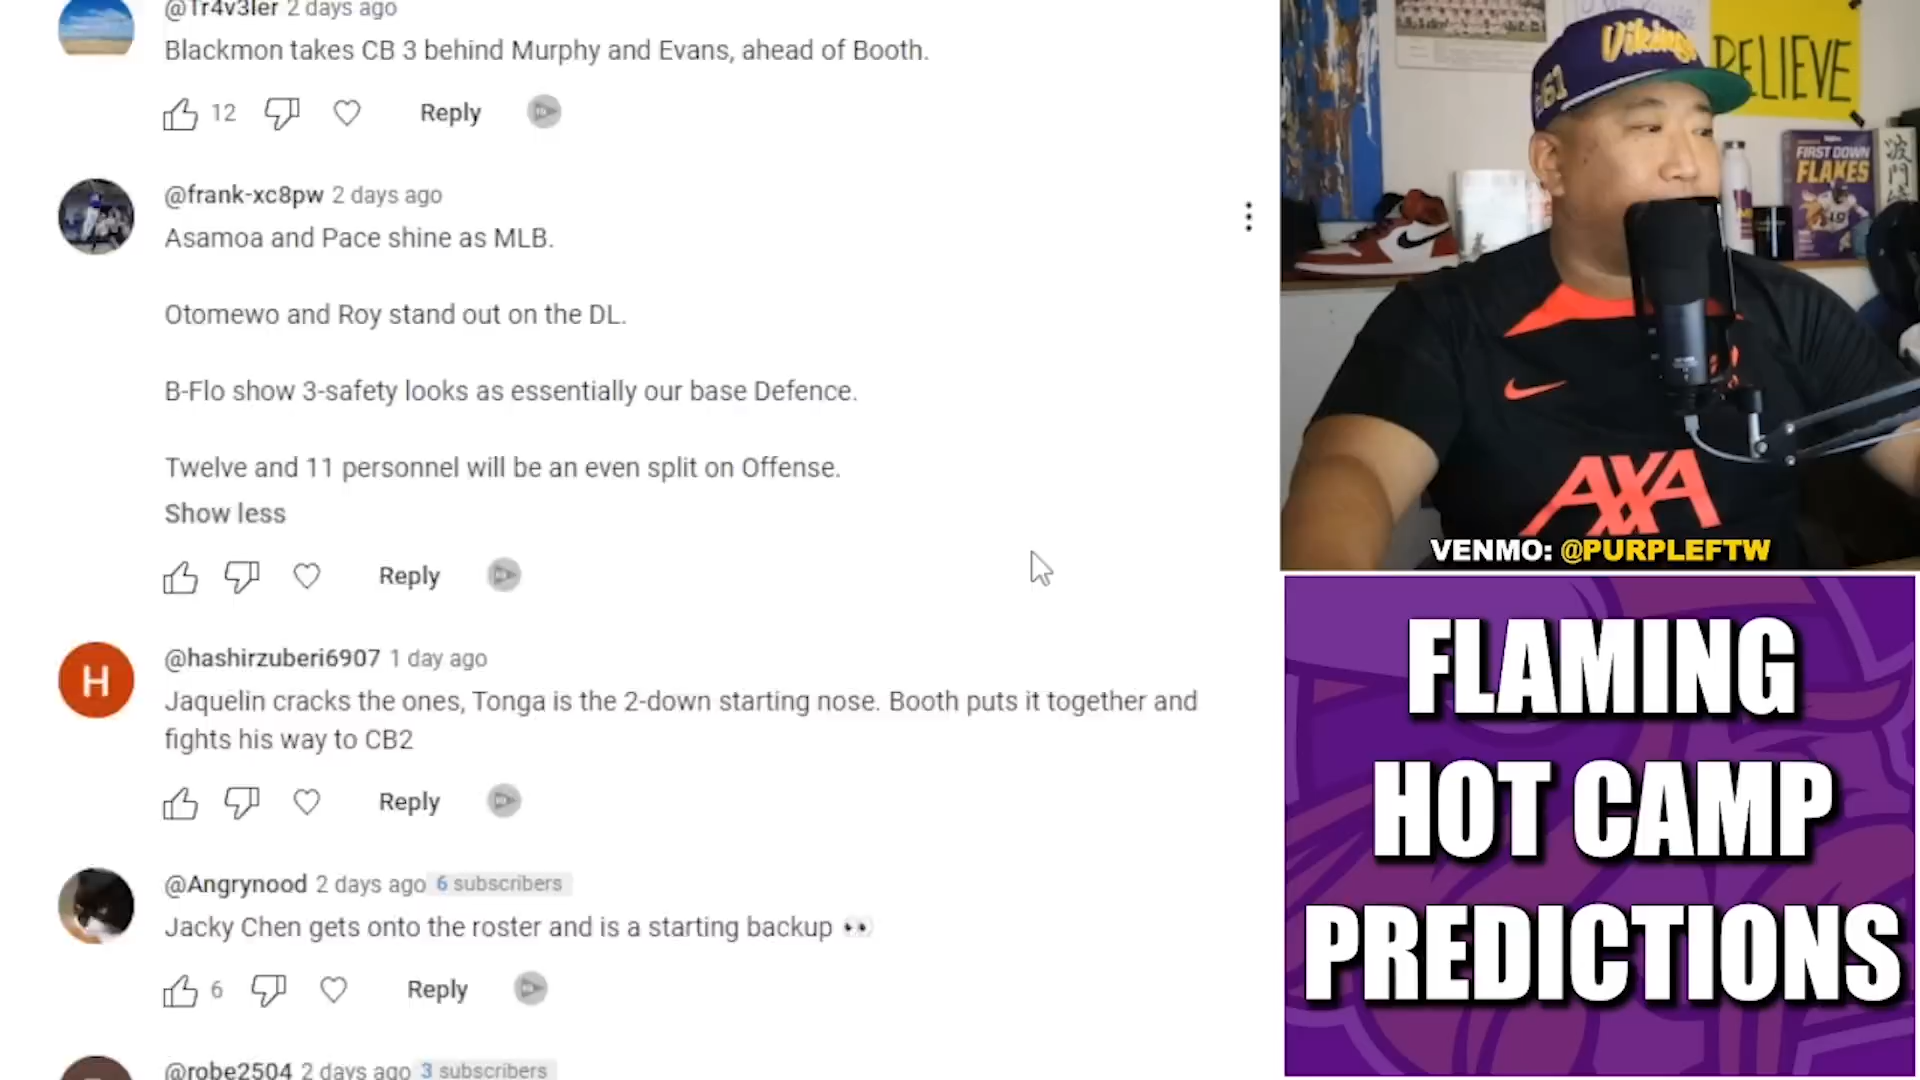 @Tr4v3ler 2 days ago
Blackmon takes CB 3 behind Murphy and Evans, ahead of Booth.
12 Reply
@frank-xc8pw 2 days ago
Asamoa and Pace shine as MLB.
Otomewo and Roy stand out on the DL.
B-Flo show 3-safety looks as essentially our base Defence.
Twelve and 11 personnel will be an even split on Offense.
Show less
Reply
H
@hashirzuberi6907 1 day ago
Jaquelin cracks the ones, Tonga is the 2-down starting nose. Booth puts it together and
fights his way to CB2
Reply
@Angrynood 2 days ago 6 subscribers
Jacky Chen gets onto the roster and is a starting backup 👀
6 Reply
@robe2504 2 days ago 3 subscribers
Vikings
61
BELIEVE
FIRST DOWN
FLAKES
AXA
VENMO: @PURPLEFTW
FLAMING
HOT CAMP
PREDICTIONS